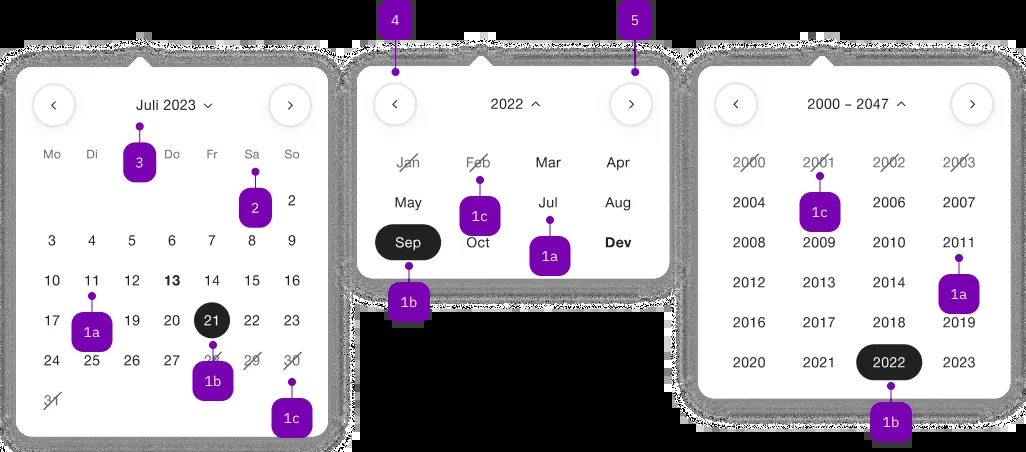 Juli 2023
Mo Di Do Fr Sa So
3
2 2
3 4 5 6 7 8 9
10 11 12 13 14 15 16
17 1a 19 20 21 22 23
24 25 26 27 28 29 30
1b
31
1c
4 5
2022
Jan Feb Mar Apr
May 1c Jul Aug
Sep Oct 1a Dev
1b
2000 – 2047
2000 2001 2002 2003
2004 1c 2006 2007
2008 2009 2010 2011
2012 2013 2014 1a
2016 2017 2018 2019
2020 2021 2022 2023
1b